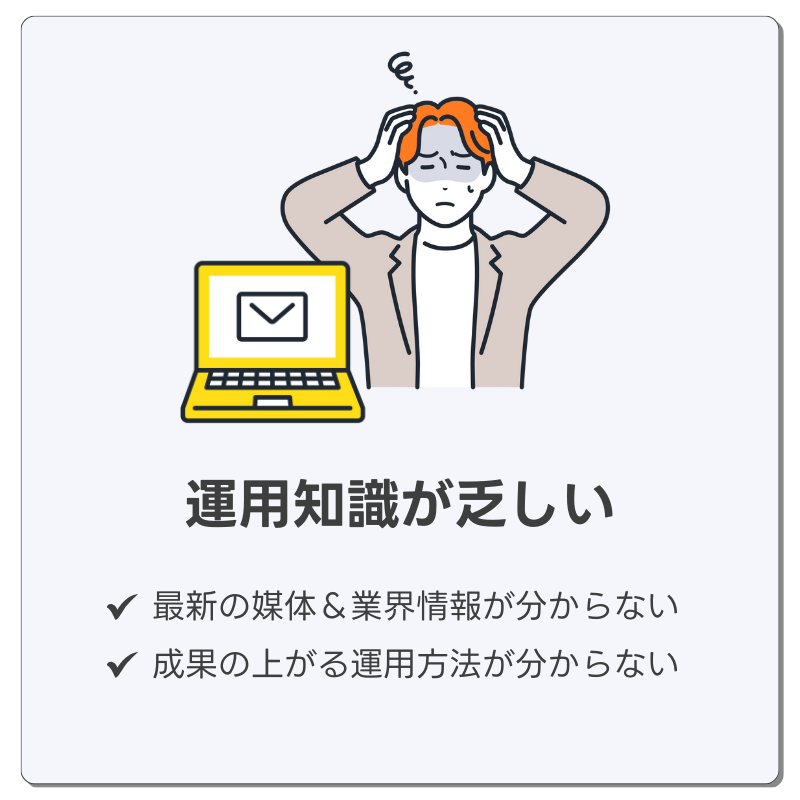 運用知識が乏しい
最新の媒体&業界情報が分からない
成果の上がる運用方法が分からない